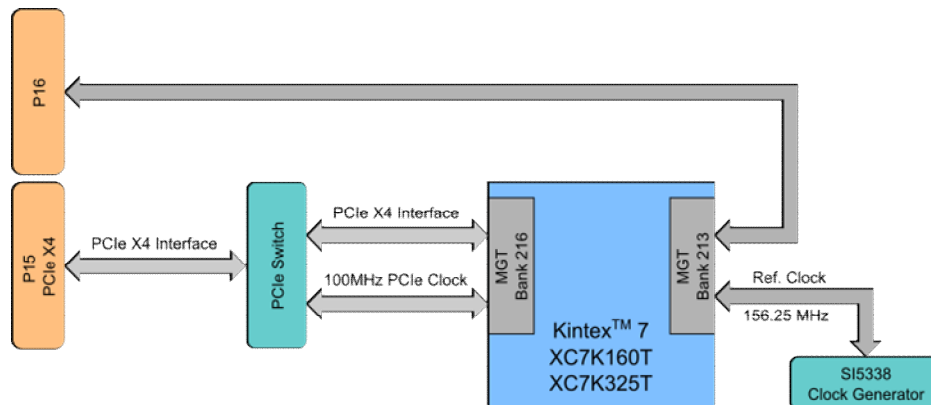 P16
P15
PCIe X4
PCIe X4 Interface
PCIe Switch
PCIe X4 Interface
100MHz PCIe Clock
MGT
Bank 216
MGT
Bank 213
Kintex™ 7
XC7K160T
XC7K325T
Ref. Clock
156.25 MHz
SI5338
Clock Generator